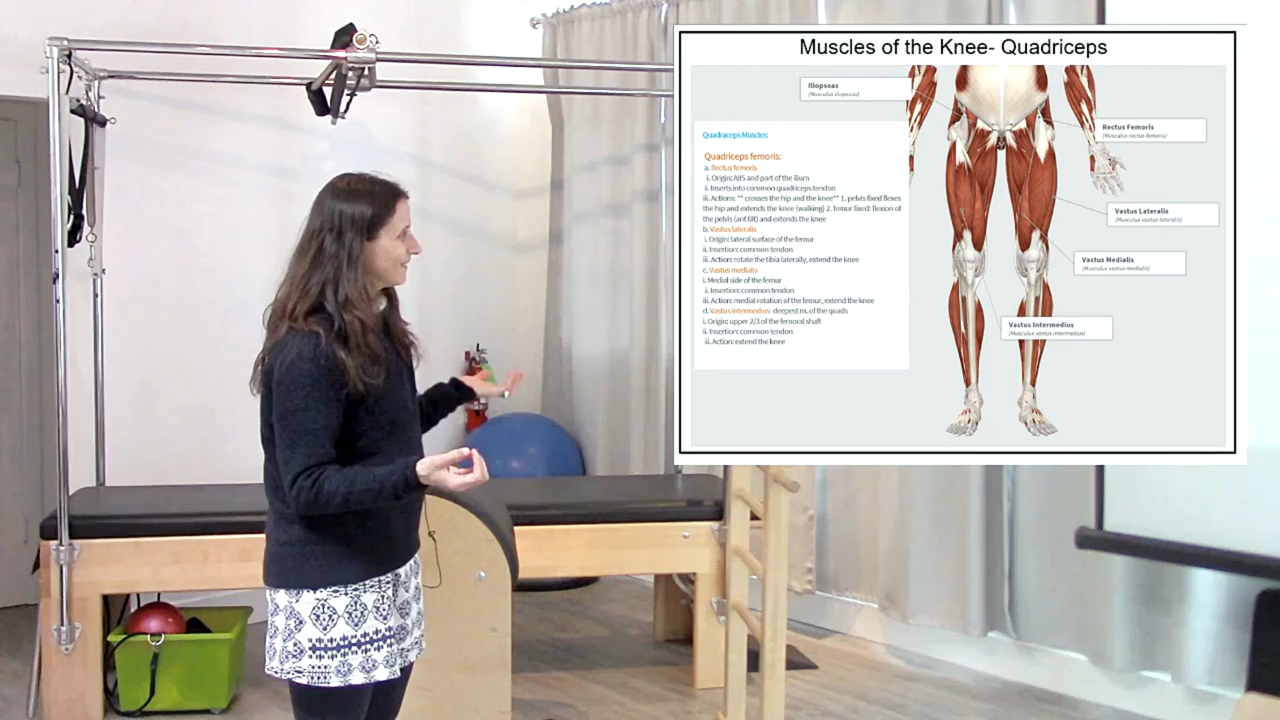 Muscles of the Knee- Quadriceps
Iliopsoas
(Musculus iliopsoas)
Quadraceps Muscles:
Quadriceps femoris:
a. Rectus femoris
i. Origin: AIIS and part of the ilium
ii. Inserts into common quadriceps tendon
iii. Actions: ** crosses the hip and the knee** 1. pelvis fixed flexes
the hip and extends the knee (walking) 2. femur fixed: flexion of
the pelvis (ant tilt) and extends the knee
b. Vastus lateralis
i. Origin: lateral surface of the femur
ii. Insertion: common tendon
iii. Action: rotate the tibia laterally, extend the knee
c. Vastus medialis
i. Medial side of the femur
ii. Insertion: common tendon
iii. Action: medial rotation of the femur, extend the knee
d. Vastus intermedius- deepest m. of the quads
i. Origin: upper 2/3 of the femoral shaft
ii. Insertion: common tendon
iii. Action: extend the knee
Rectus Femoris
(Musculus rectus femoris)
Vastus Lateralis
(Musculus vastus lateralis)
Vastus Medialis
(Musculus vastus medialis)
Vastus Intermedius
(Musculus vastus intermedius)